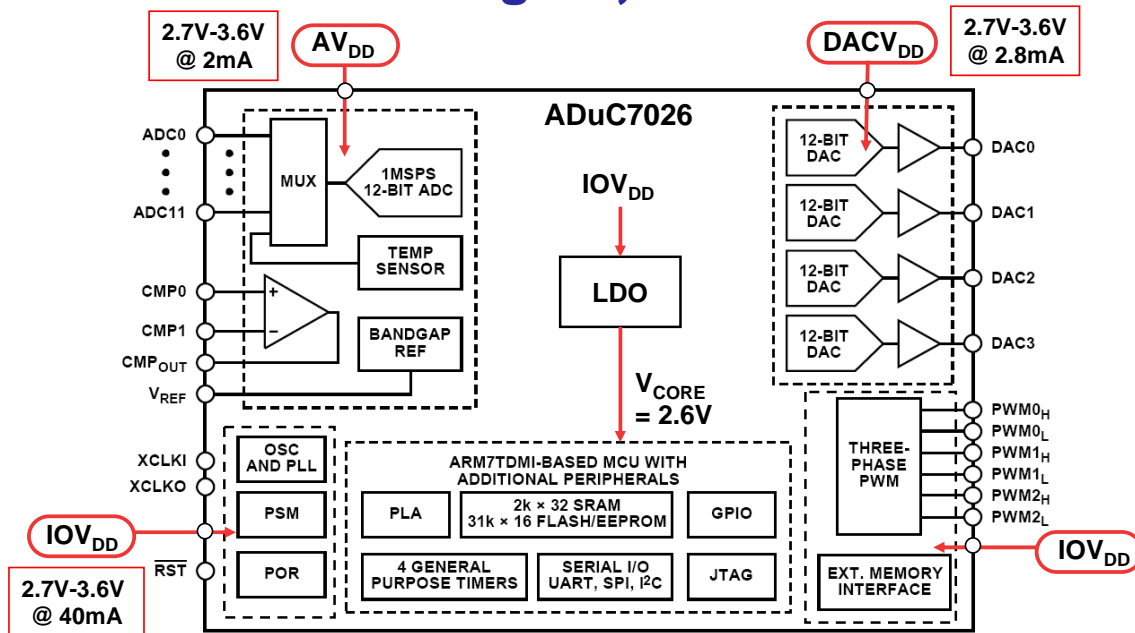 2.7V-3.6V
@ 2mA
AVDD
DACVDD
2.7V-3.6V
@ 2.8mA
ADuC7026
ADC0
ADC11
MUX
1MSPS
12-BIT ADC
TEMP
SENSOR
CMP0
CMP1
CMPOUT
VREF
+
−
BANDGAP
REF
IOVDD
LDO
VCORE
= 2.6V
12-BIT
DAC
12-BIT
DAC
12-BIT
DAC
12-BIT
DAC
DAC0
DAC1
DAC2
DAC3
XCLKI
XCLKO
OSC
AND PLL
PSM
POR
IOVDD
RST
2.7V-3.6V
@ 40mA
ARM7TDMI-BASED MCU WITH
ADDITIONAL PERIPHERALS
PLA
2k × 32 SRAM
31k × 16 FLASH/EEPROM
GPIO
4 GENERAL
PURPOSE TIMERS
SERIAL I/O
UART, SPI, I²C
JTAG
THREE-
PHASE
PWM
EXT. MEMORY
INTERFACE
PWM0H
PWM0L
PWM1H
PWM1L
PWM2H
PWM2L
IOVDD